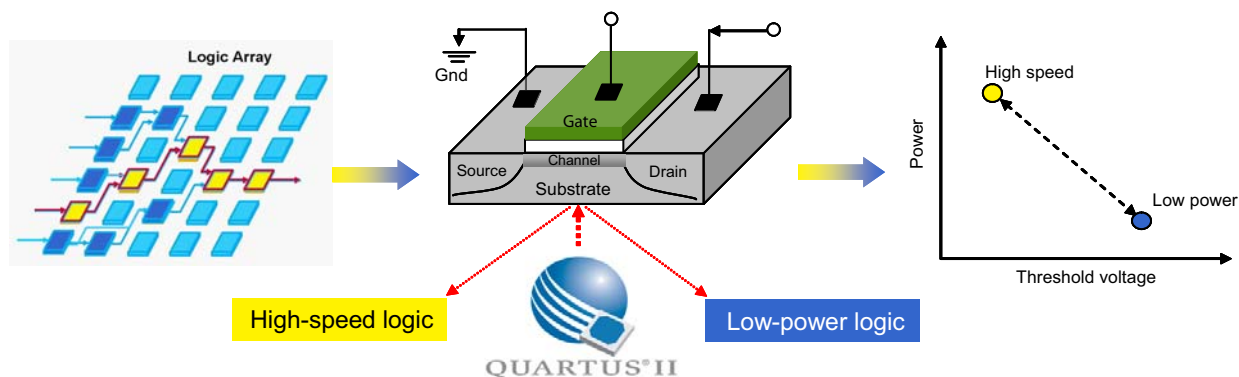 Logic Array
Gnd
Gate
Channel
Source
Drain
Substrate
High-speed logic
QUARTUS®II
Low-power logic
Power
High speed
Low power
Threshold voltage